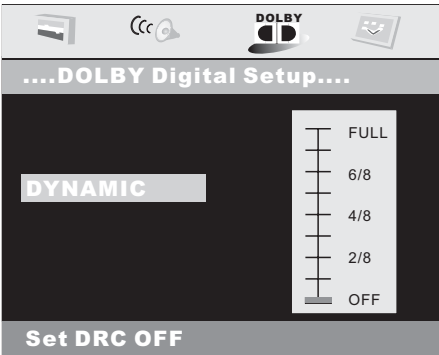 DOLBY
....DOLBY Digital Setup....
FULL
6/8
DYNAMIC
4/8
2/8
OFF
Set DRC OFF